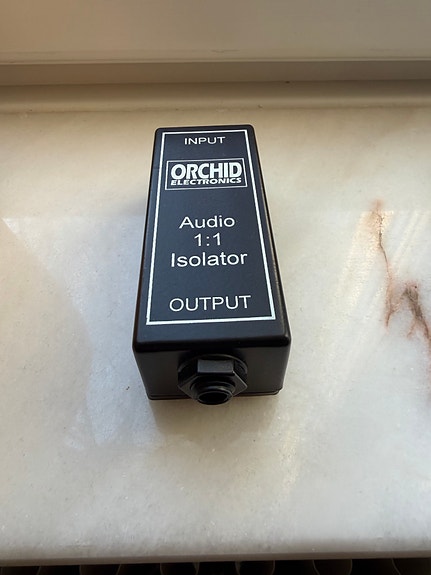 INPUT
ORCHID
ELECTRONICS
Audio
1:1
Isolator
OUTPUT